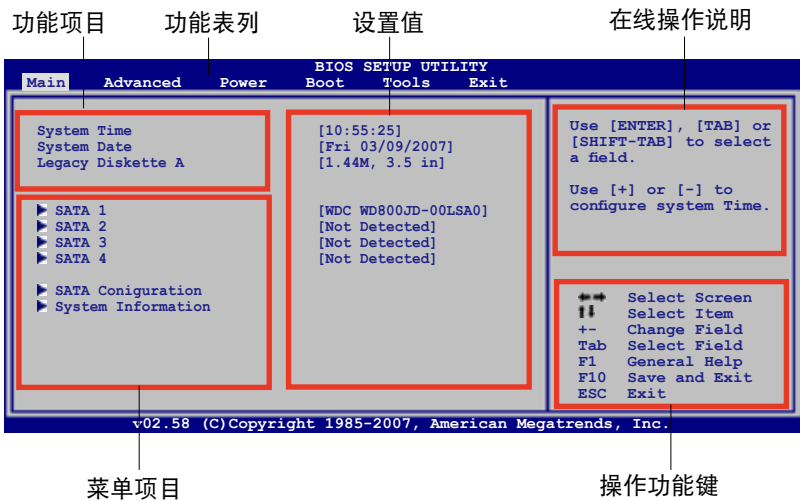 功能项目 功能表列 设置值 在线操作说明
BIOS SETUP UTILITY
Main Advanced Power Boot Tools Exit
System Time [10:55:25]
System Date [Fri 03/09/2007]
Legacy Diskette A [1.44M, 3.5 in]
SATA 1 [WDC WD800JD-00LSA0]
SATA 2 [Not Detected]
SATA 3 [Not Detected]
SATA 4 [Not Detected]
SATA Coniguration
System Information
Use [ENTER], [TAB] or
[SHIFT-TAB] to select
a field.
Use [+] or [-] to
configure system Time.
←→ Select Screen
↑↓ Select Item
+- Change Field
Tab Select Field
F1 General Help
F10 Save and Exit
ESC Exit
v02.58 (C)Copyright 1985-2007, American Megatrends, Inc.
菜单项目 操作功能键